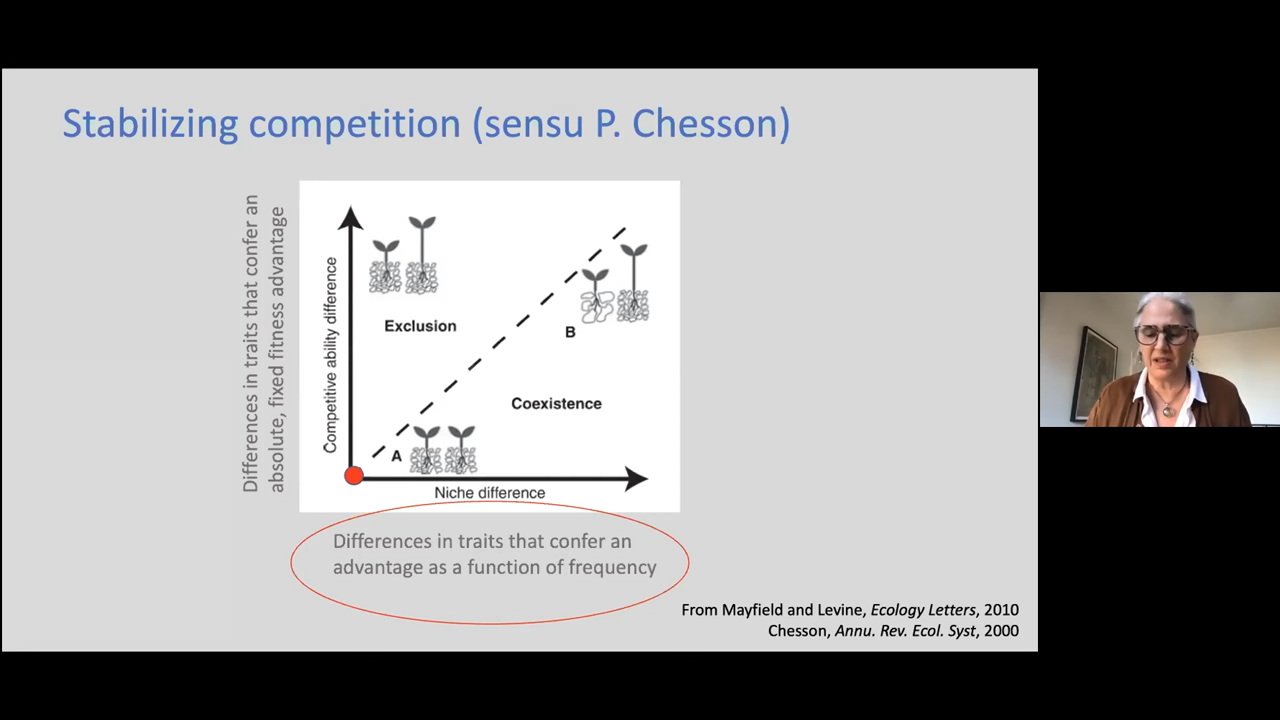 Stabilizing competition (sensu P. Chesson)
Differences in traits that confer an
absolute, fixed fitness advantage
Competitive ability difference
Exclusion
B
Coexistence
A
Niche difference
Differences in traits that confer an
advantage as a function of frequency
From Mayfield and Levine, Ecology Letters, 2010
Chesson, Annu. Rev. Ecol. Syst, 2000